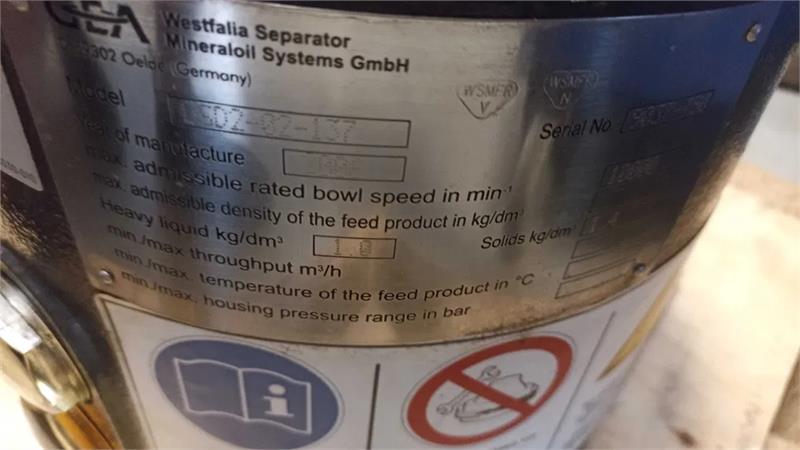 GEA Westfalia Separator
Mineraloil Systems GmbH
D-59302 Oelde (Germany)
WSMFR V
WSMFR N
Model
Serial No.
Year of manufacture
max. admissible rated bowl speed in min⁻¹
max. admissible density of the feed product in kg/dm³
Heavy liquid kg/dm³ 1.0 Solids kg/dm³
min./max throughput m³/h
min./max. temperature of the feed product in °C
min./max. housing pressure range in bar